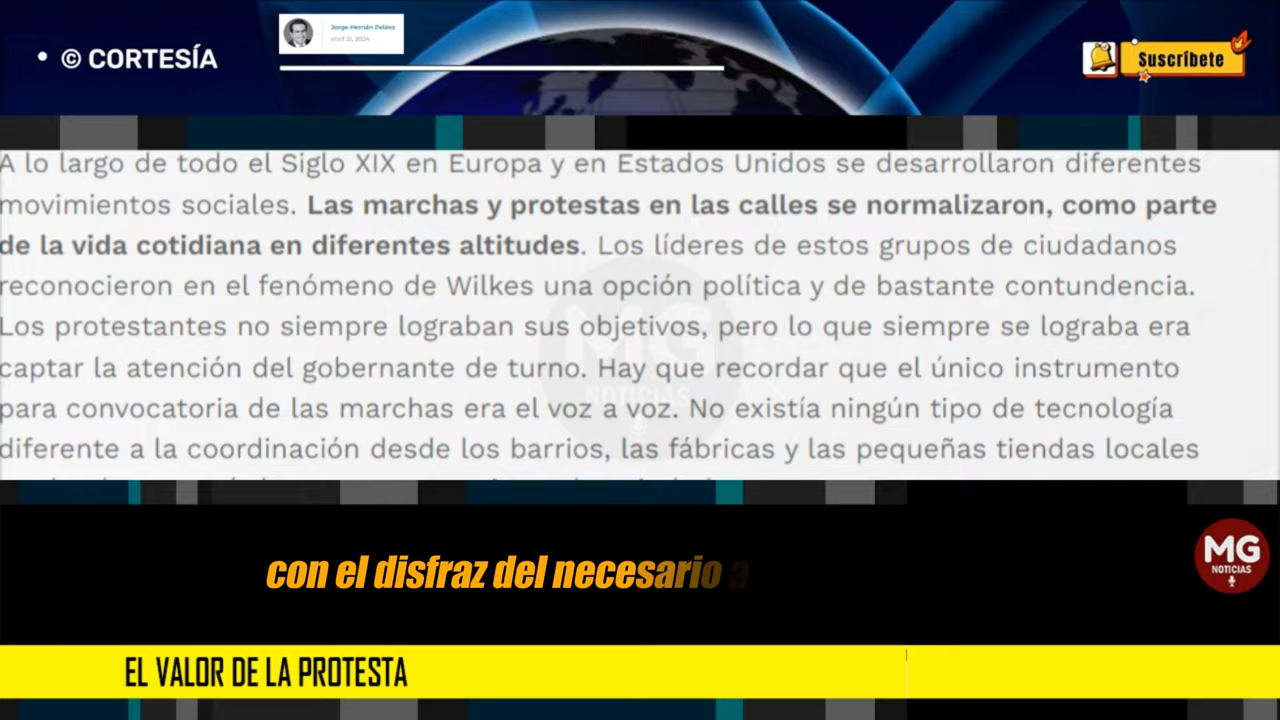 • © CORTESÍA
Jorge Hernán Peláez
abril 21, 2024
Suscríbete
A lo largo de todo el Siglo XIX en Europa y en Estados Unidos se desarrollaron diferentes
movimientos sociales. Las marchas y protestas en las calles se normalizaron, como parte
de la vida cotidiana en diferentes altitudes. Los líderes de estos grupos de ciudadanos
reconocieron en el fenómeno de Wilkes una opción política y de bastante contundencia.
Los protestantes no siempre lograban sus objetivos, pero lo que siempre se lograba era
captar la atención del gobernante de turno. Hay que recordar que el único instrumento
para convocatoria de las marchas era el voz a voz. No existía ningún tipo de tecnología
diferente a la coordinación desde los barrios, las fábricas y las pequeñas tiendas locales
MG
NOTICIAS
con el disfraz del necesario a
MG
NOTICIAS
EL VALOR DE LA PROTESTA